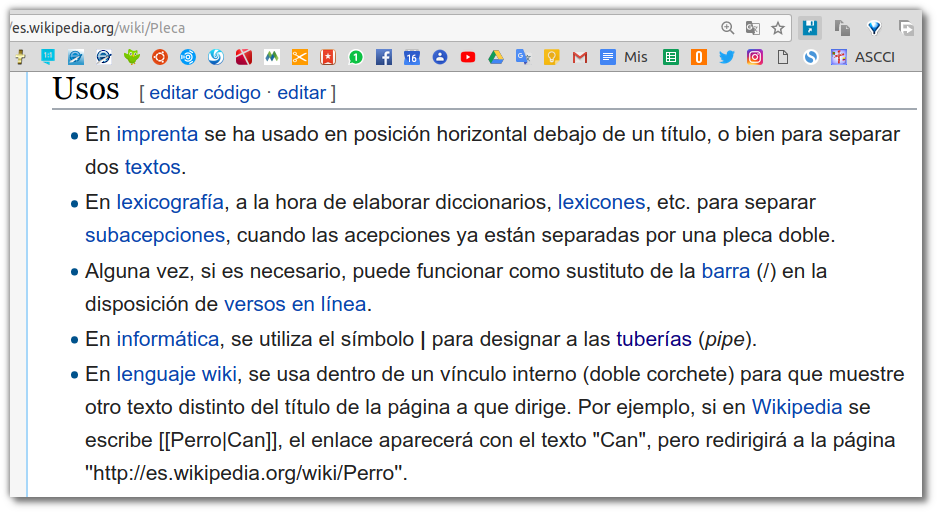 /es.wikipedia.org/wiki/Pleca
1:1 1 16 Mis ASCCI
Usos [ editar código · editar ]
En imprenta se ha usado en posición horizontal debajo de un título, o bien para separar
dos textos.
En lexicografía, a la hora de elaborar diccionarios, lexicones, etc. para separar
subacepciones, cuando las acepciones ya están separadas por una pleca doble.
Alguna vez, si es necesario, puede funcionar como sustituto de la barra (/) en la
disposición de versos en línea.
En informática, se utiliza el símbolo | para designar a las tuberías (pipe).
En lenguaje wiki, se usa dentro de un vínculo interno (doble corchete) para que muestre
otro texto distinto del título de la página a que dirige. Por ejemplo, si en Wikipedia se
escribe [[Perro|Can]], el enlace aparecerá con el texto "Can", pero redirigirá a la página
"http://es.wikipedia.org/wiki/Perro".